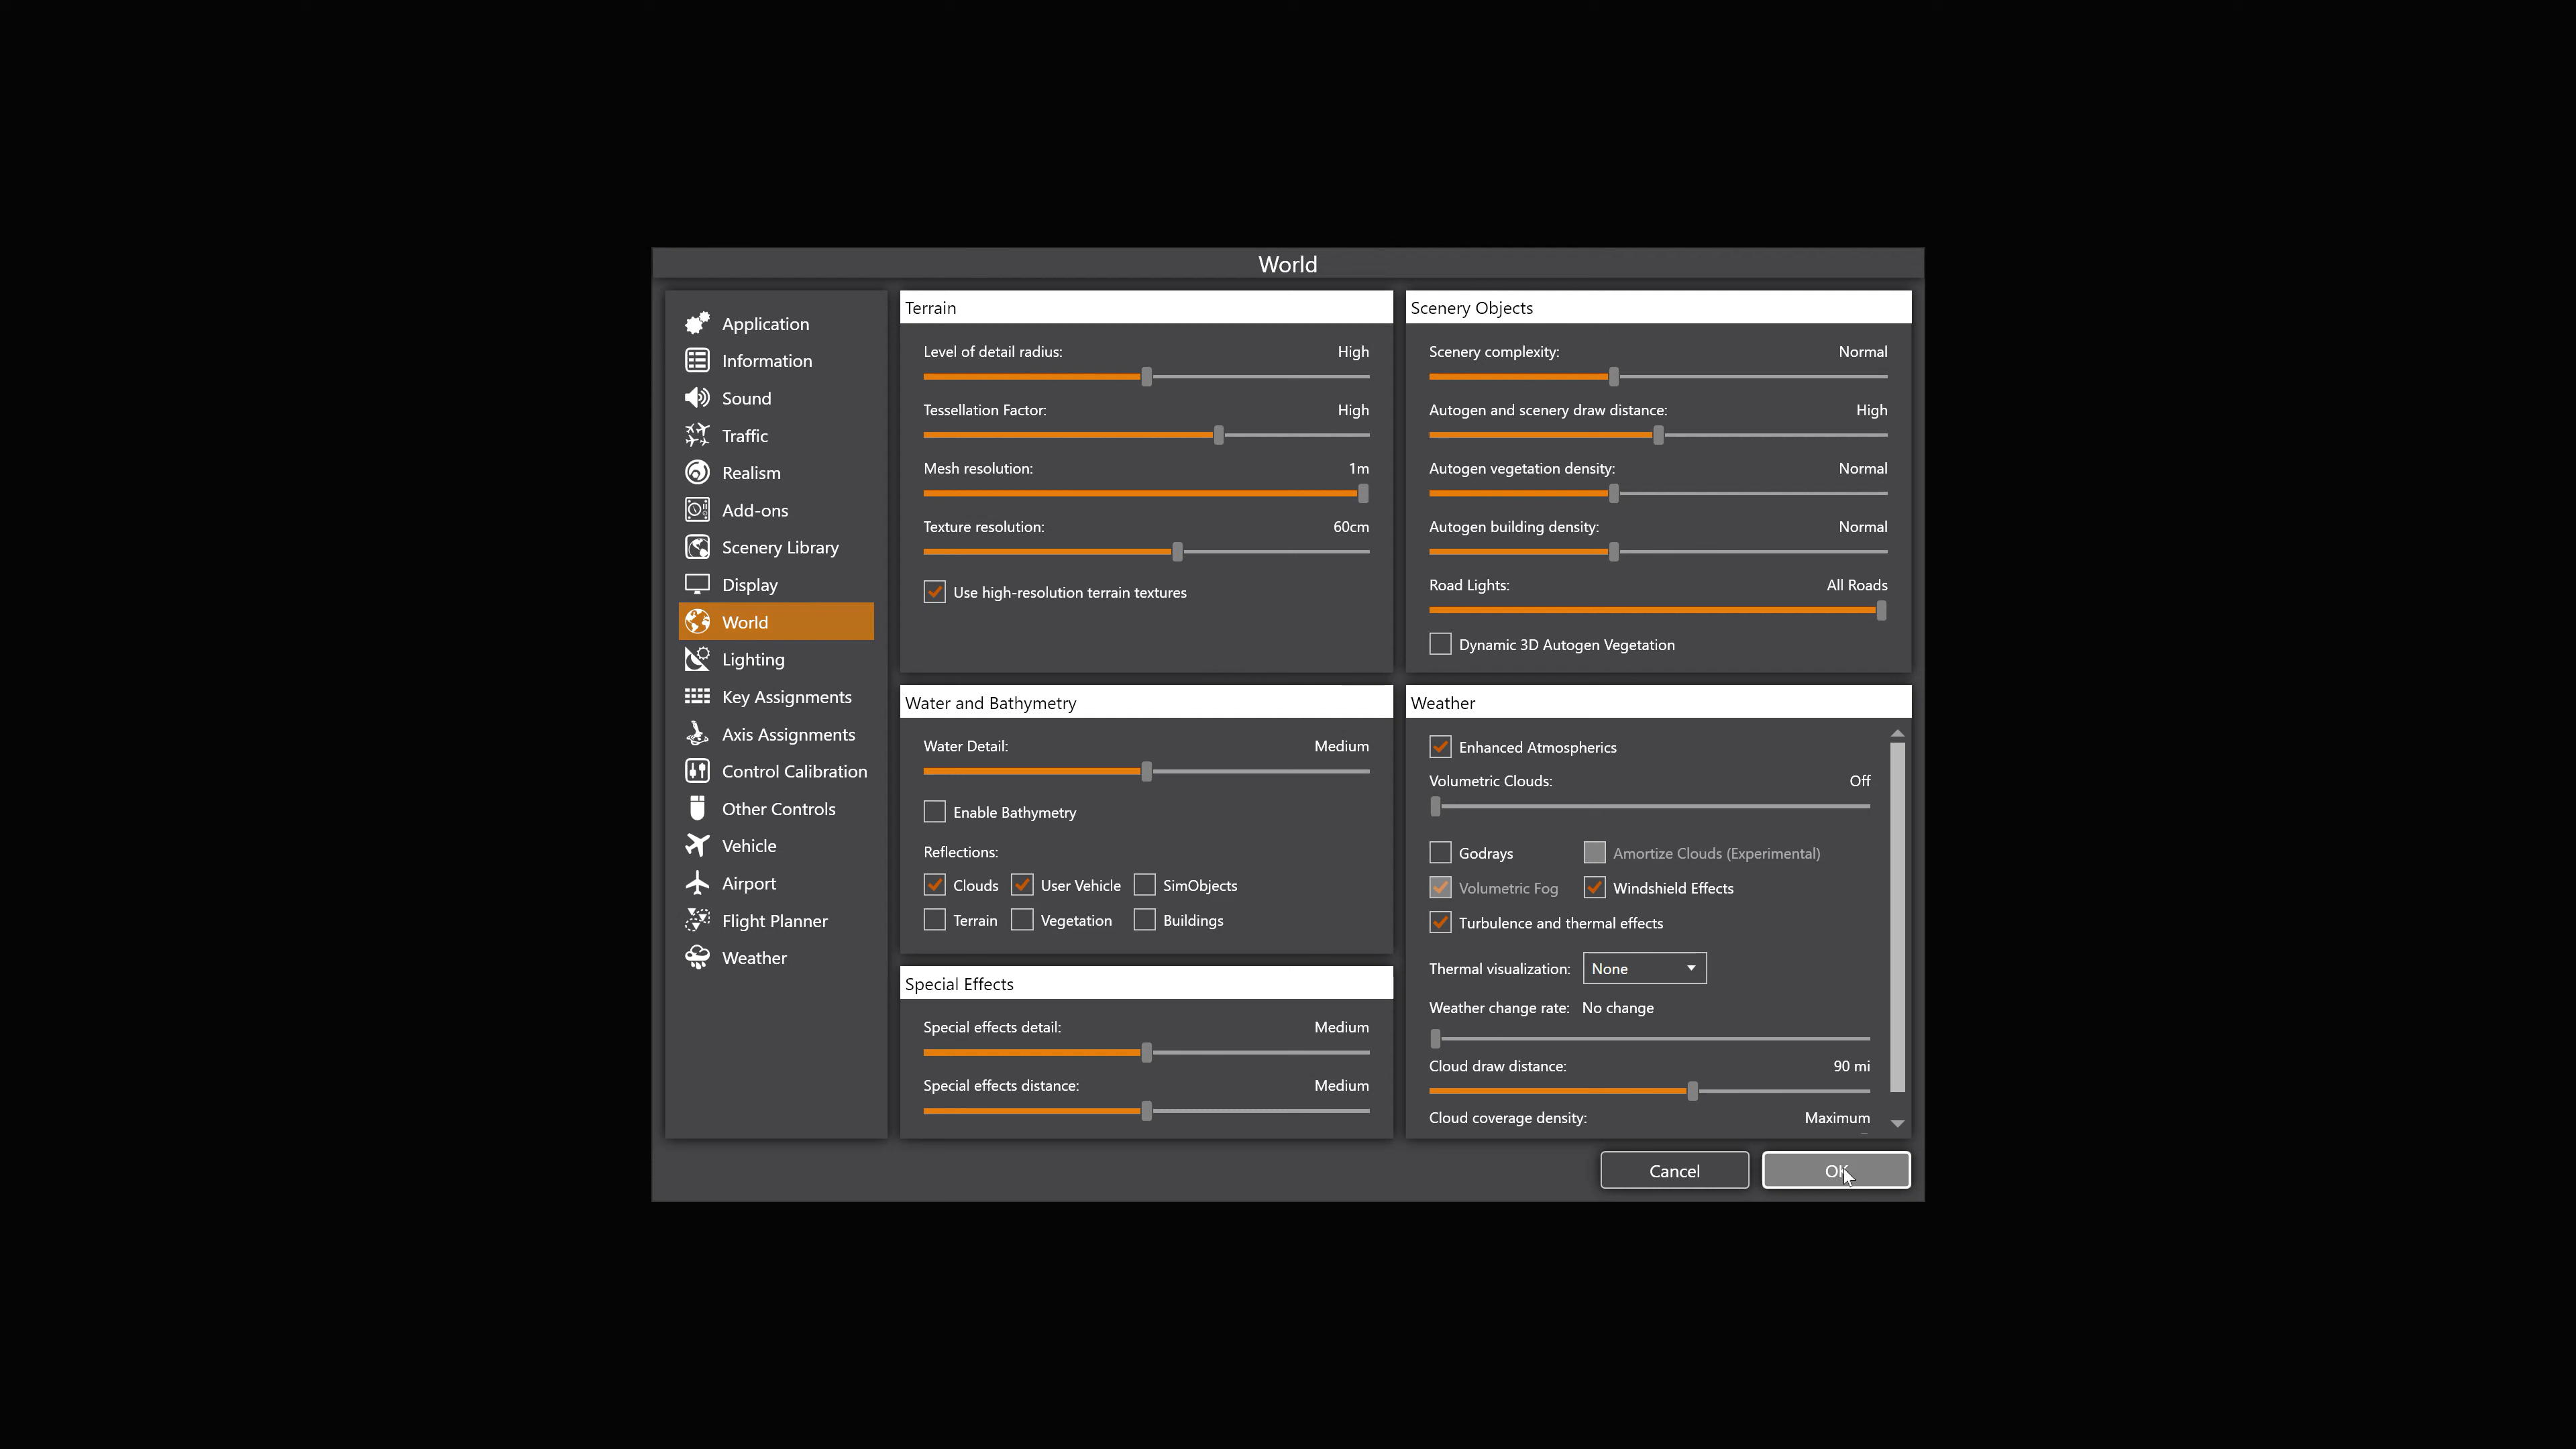 World
Application
Information
Sound
Traffic
Realism
Add-ons
Scenery Library
Display
World
Lighting
Key Assignments
Axis Assignments
Control Calibration
Other Controls
Vehicle
Airport
Flight Planner
Weather
Terrain
Level of detail radius: High
Tessellation Factor: High
Mesh resolution: 1m
Texture resolution: 60cm
Use high-resolution terrain textures
Water and Bathymetry
Water Detail: Medium
Enable Bathymetry
Reflections:
Clouds User Vehicle SimObjects
Terrain Vegetation Buildings
Special Effects
Special effects detail: Medium
Special effects distance: Medium
Scenery Objects
Scenery complexity: Normal
Autogen and scenery draw distance: High
Autogen vegetation density: Normal
Autogen building density: Normal
Road Lights: All Roads
Dynamic 3D Autogen Vegetation
Weather
Enhanced Atmospherics
Volumetric Clouds: Off
Godrays Amortize Clouds (Experimental)
Volumetric Fog Windshield Effects
Turbulence and thermal effects
Thermal visualization: None
Weather change rate: No change
Cloud draw distance: 90 mi
Cloud coverage density: Maximum
Cancel OK